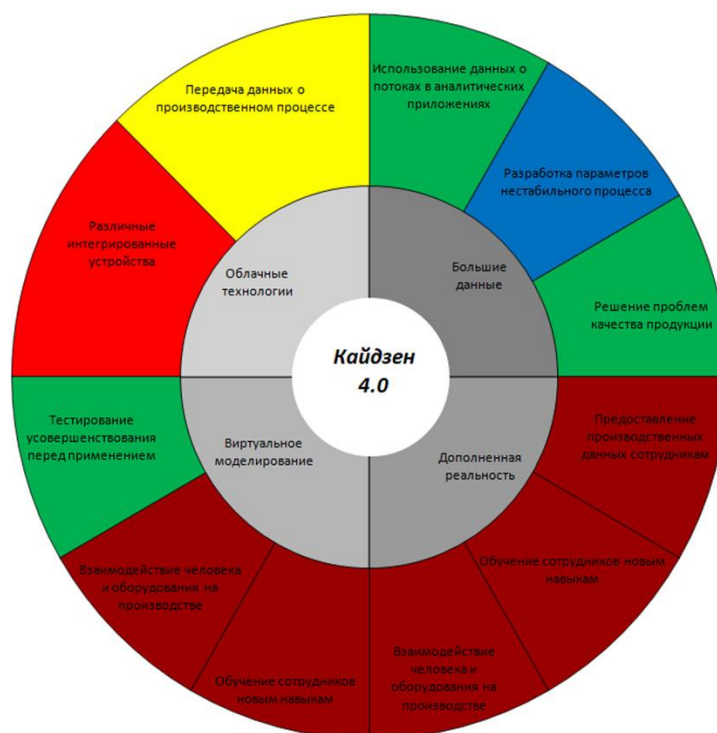 Передача данных о
производственном процессе
Использование данных о
потоках в аналитических
приложениях
Разработка параметров
нестабильного процесса
Различные
интегрированные
устройства
Облачные
технологии
Большие
данные
Решение проблем
качества продукции
Кайдзен
4.0
Тестирование
усовершенствования
перед применением
Виртуальное
моделирование
Дополненная
реальность
Предоставление
производственных
данных сотрудникам
Взаимодействие человека
и оборудования на
производстве
Обучение сотрудников новым
навыкам
Обучение сотрудников
новым навыкам
Взаимодействие
человека и
оборудования на
производстве